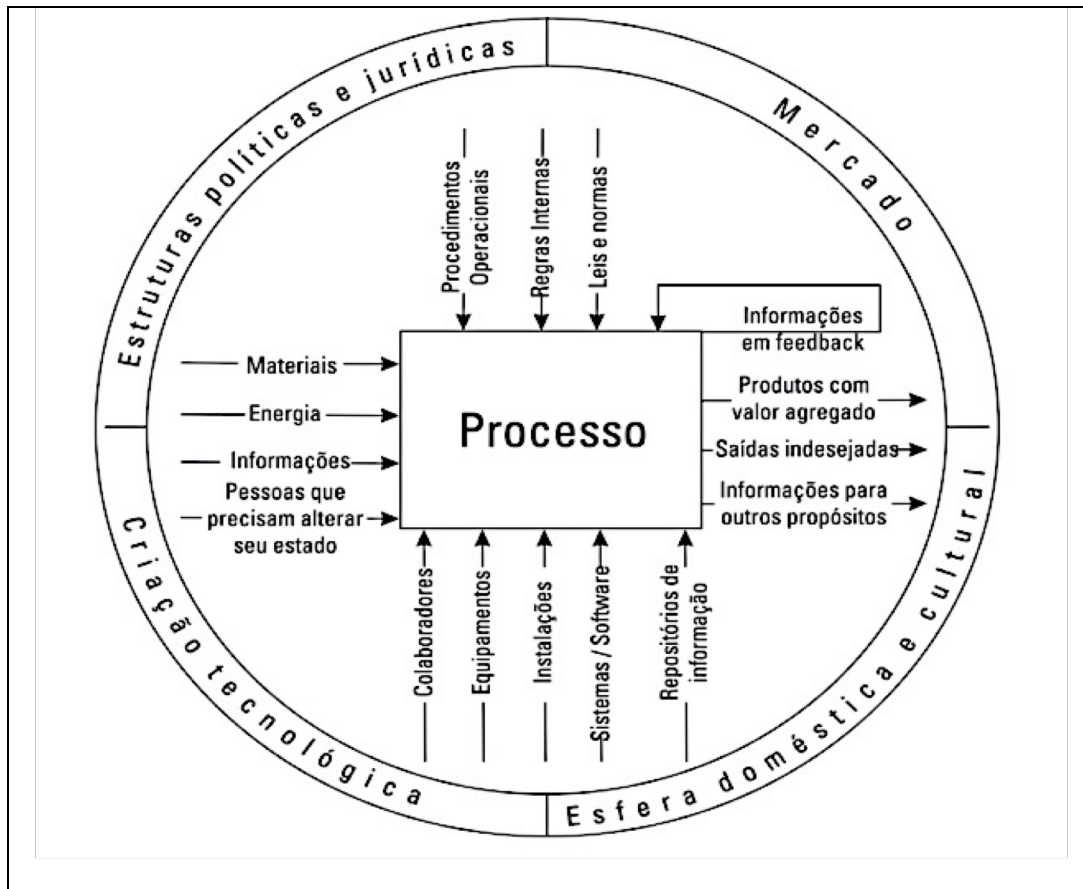 Estruturas políticas e jurídicas
Mercado
Procedimentos
Operacionais
Regras Internas
Leis e normas
Informações
em feedback
Materiais
Energia
Informações
Pessoas que
precisam alterar
seu estado
Processo
Produtos com
valor agregado
Saídas indesejadas
Informações para
outros propósitos
Colaboradores
Equipamentos
Instalações
Sistemas / Software
Repositórios de
informação
Criação tecnológica
Esfera doméstica e cultural